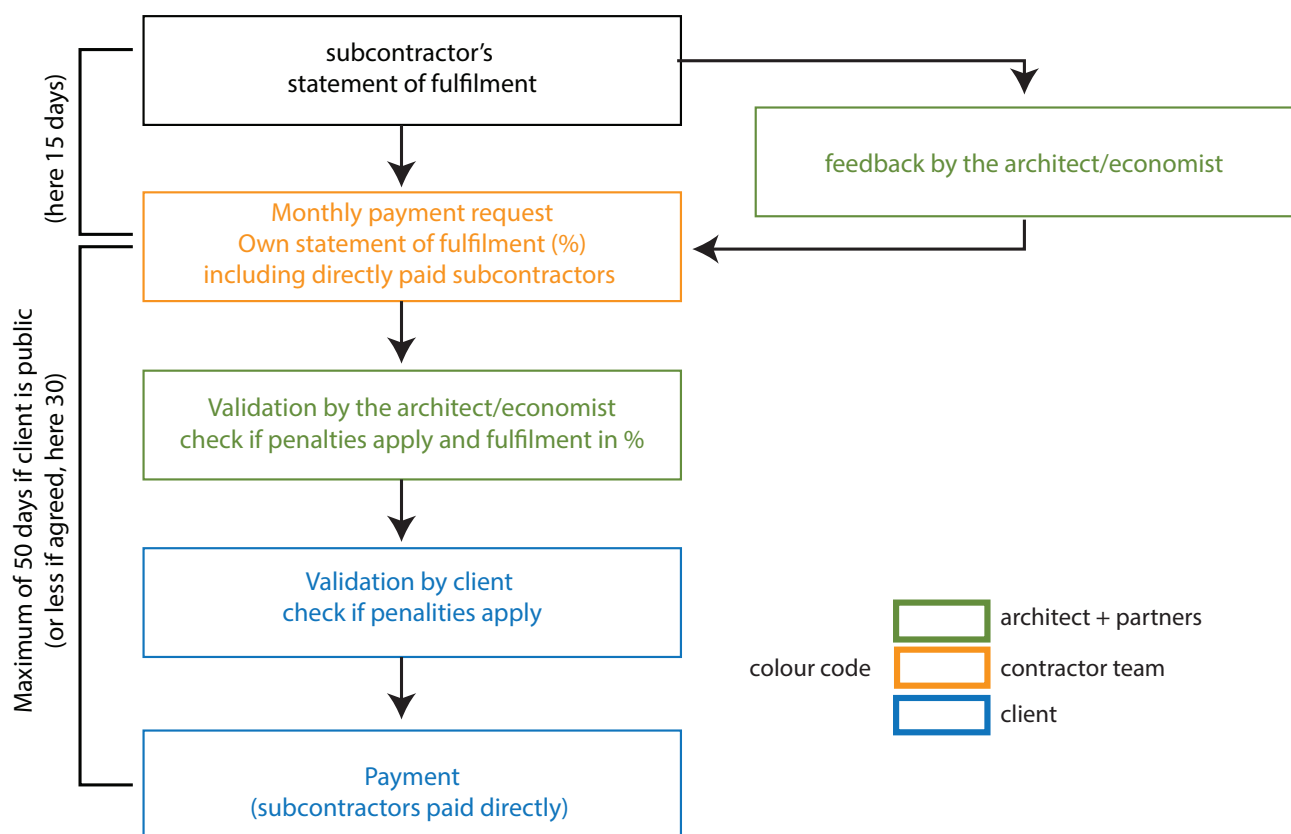 subcontractor's
statement of fulfilment
feedback by the architect/economist
(here 15 days)
Monthly payment request
Own statement of fulfilment (%)
including directly paid subcontractors
Maximum of 50 days if client is public
(or less if agreed, here 30)
Validation by the architect/economist
check if penalties apply and fulfilment in %
Validation by client
check if penalities apply
Payment
(subcontractors paid directly)
colour code
architect + partners
contractor team
client